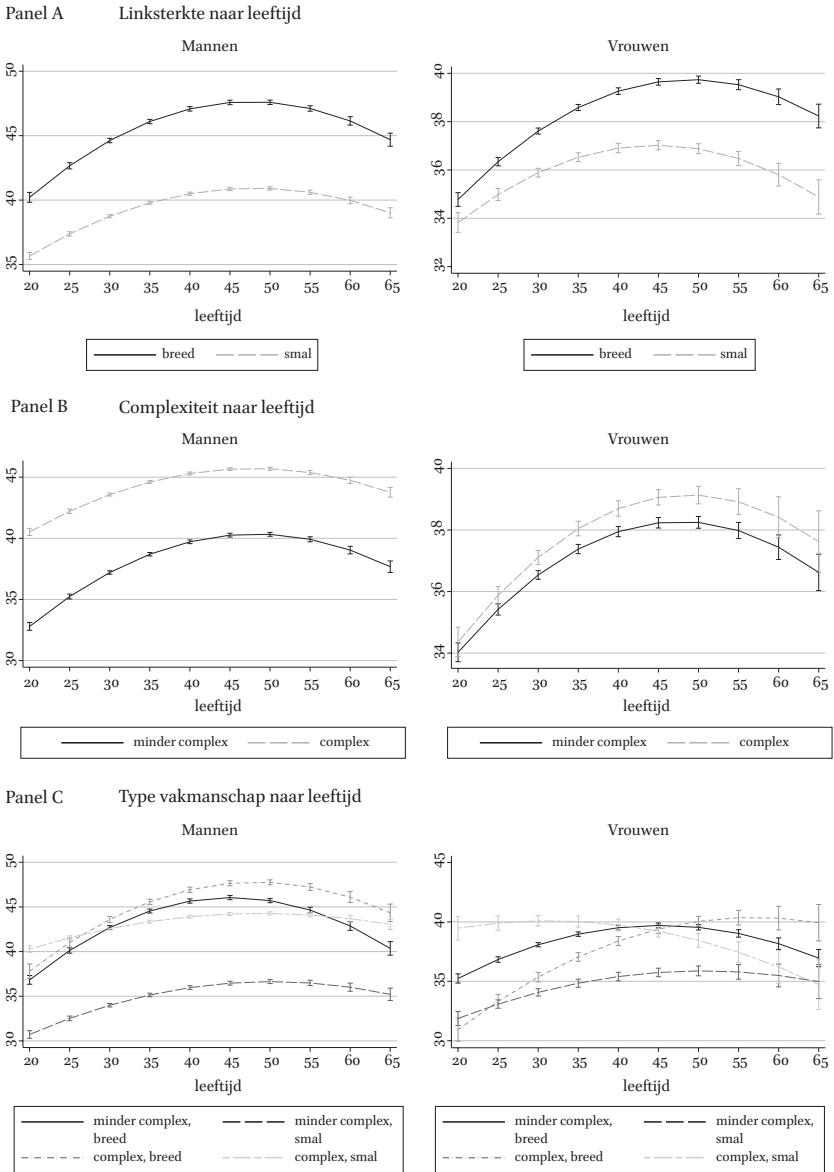 Panel A Linksterkte naar leeftijd
Mannen
50
45
40
35
20 25 30 35 40 45 50 55 60 65
leeftijd
breed smal
Vrouwen
40
38
36
34
32
20 25 30 35 40 45 50 55 60 65
leeftijd
breed smal
Panel B Complexiteit naar leeftijd
Mannen
45
40
35
30
20 25 30 35 40 45 50 55 60 65
leeftijd
minder complex complex
Vrouwen
40
38
36
34
20 25 30 35 40 45 50 55 60 65
leeftijd
minder complex complex
Panel C Type vakmanschap naar leeftijd
Mannen
50
45
40
35
30
20 25 30 35 40 45 50 55 60 65
leeftijd
minder complex, minder complex,
breed smal
complex, breed complex, smal
Vrouwen
45
40
35
30
20 25 30 35 40 45 50 55 60 65
leeftijd
minder complex, minder complex,
breed smal
complex, breed complex, smal